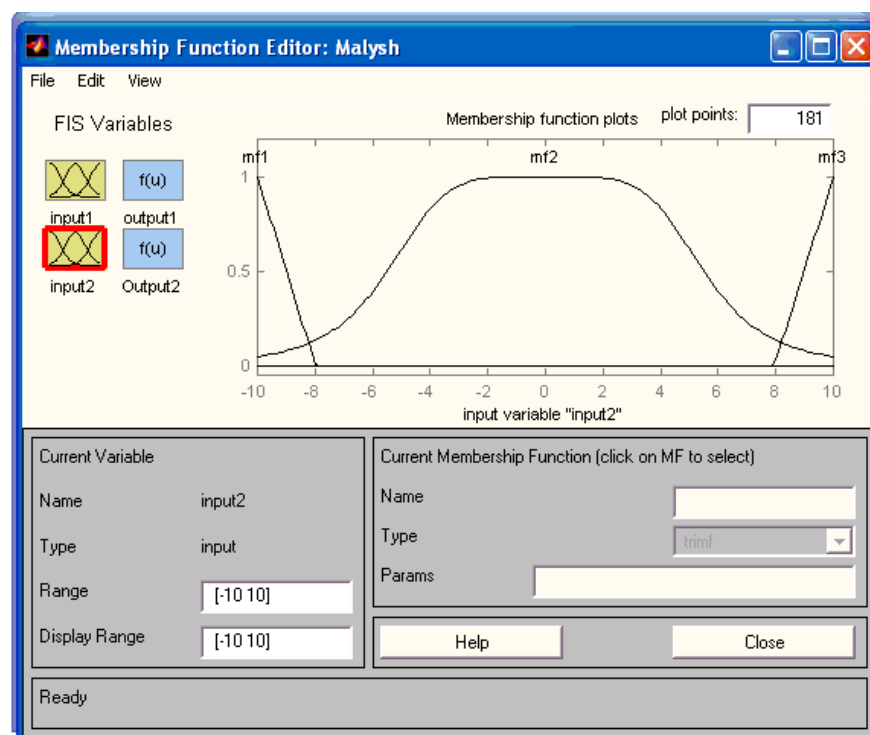 Membership Function Editor: Malysh
File Edit View
FIS Variables
Membership function plots
plot points:
181
f(u)
input1
output1
f(u)
input2
Output2
mf1
mf2
mf3
1
0.5
0
-10 -8 -6 -4 -2 0 2 4 6 8 10
input variable "input2"
Current Variable
Name input2
Type input
Range [-10 10]
Display Range [-10 10]
Current Membership Function (click on MF to select)
Name
Type trimf
Params
Help
Close
Ready